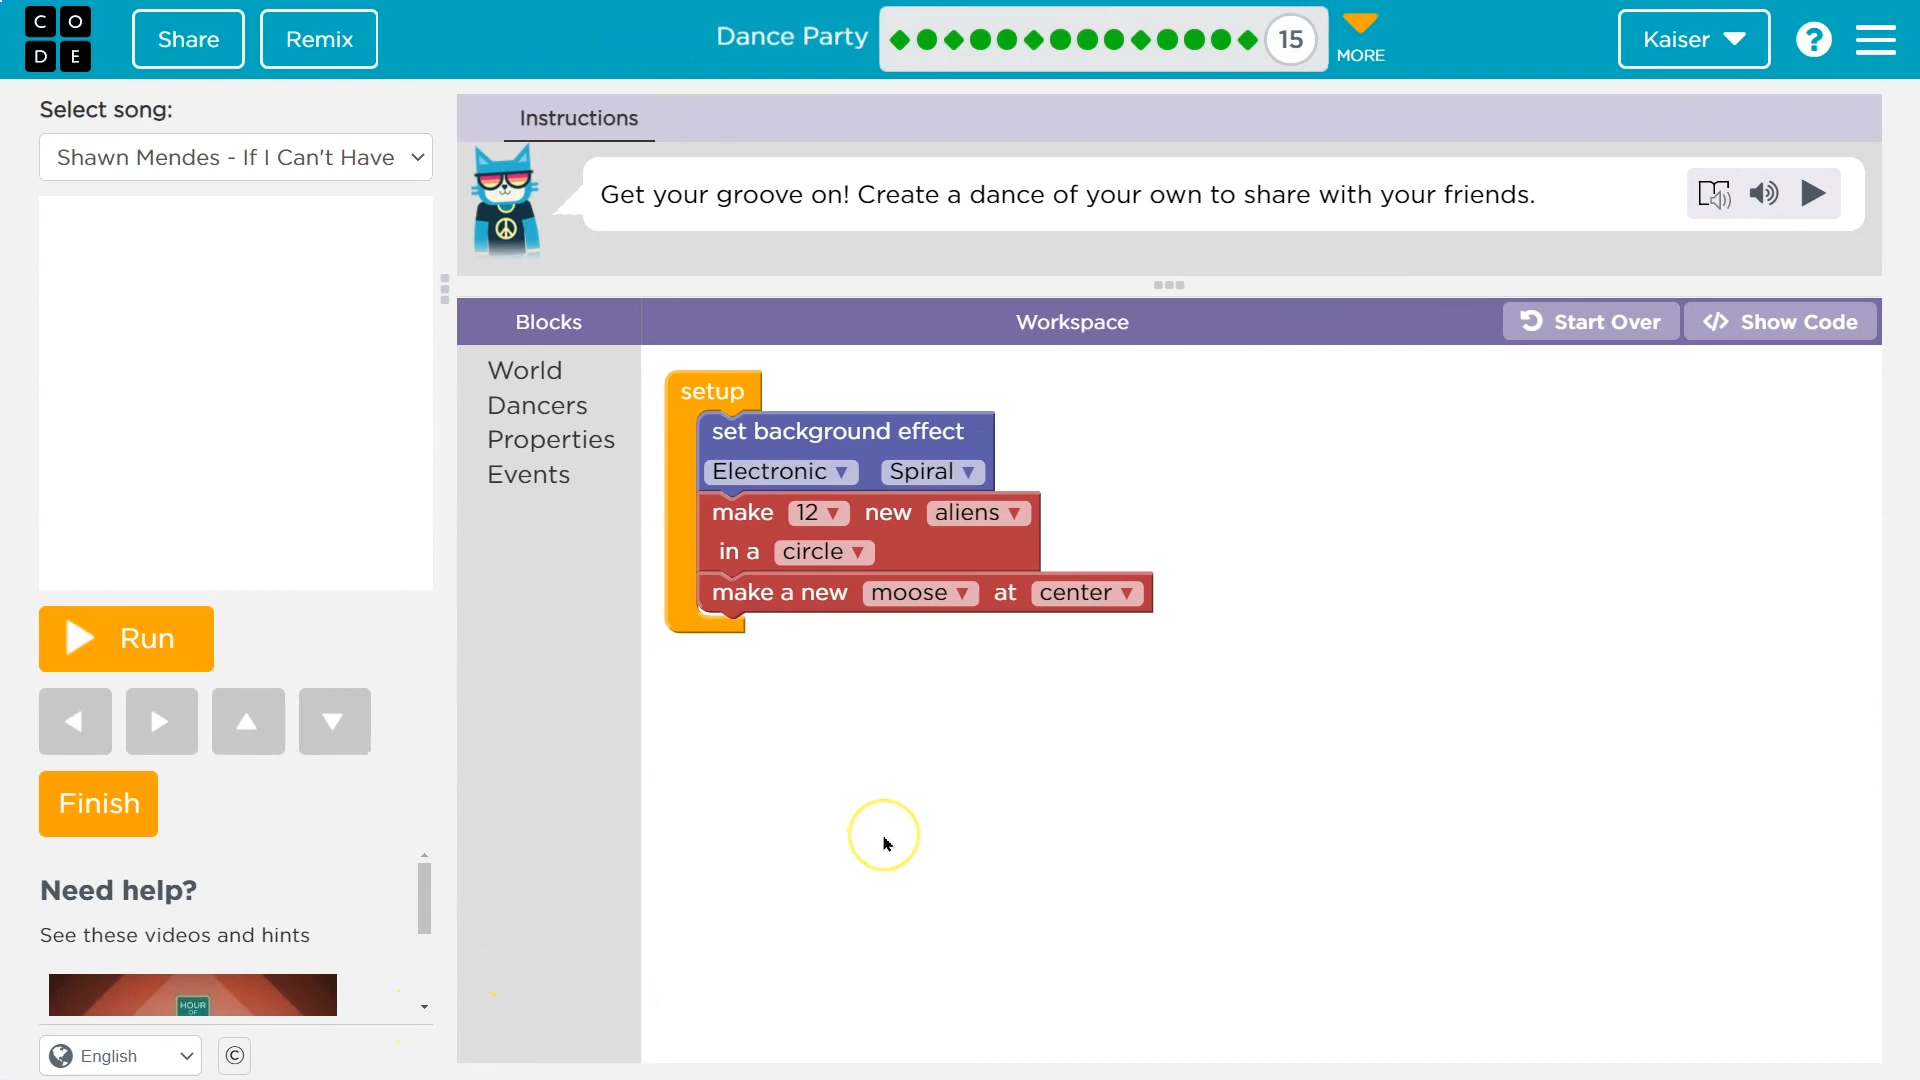 C O
D E
Share
Remix
Dance Party
15
MORE
Kaiser
?
Select song:
Shawn Mendes - If I Can't Have
Instructions
Get your groove on! Create a dance of your own to share with your friends.
Blocks
Workspace
Start Over
Show Code
World
Dancers
Properties
Events
setup
set background effect
Electronic Spiral
make 12 new aliens
in a circle
make a new moose at center
Run
Finish
Need help?
See these videos and hints
HOUR
OF
English
©